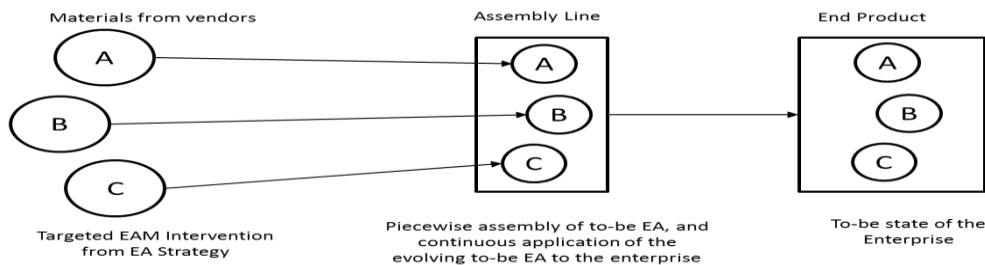 Materials from vendors
Assembly Line
End Product
A
A
A
B
B
B
C
C
C
Targeted EAM Intervention
from EA Strategy
Piecewise assembly of to-be EA, and
continuous application of the
evolving to-be EA to the enterprise
To-be state of the
Enterprise